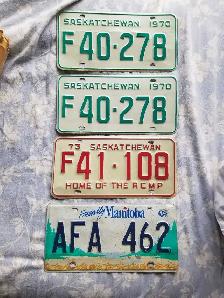 SASKATCHEWAN 1970
F40·278
SASKATCHEWAN 1970
F40·278
73 SASKATCHEWAN
F41·108
HOME OF THE RCMP
Friendly Manitoba
AFA 462